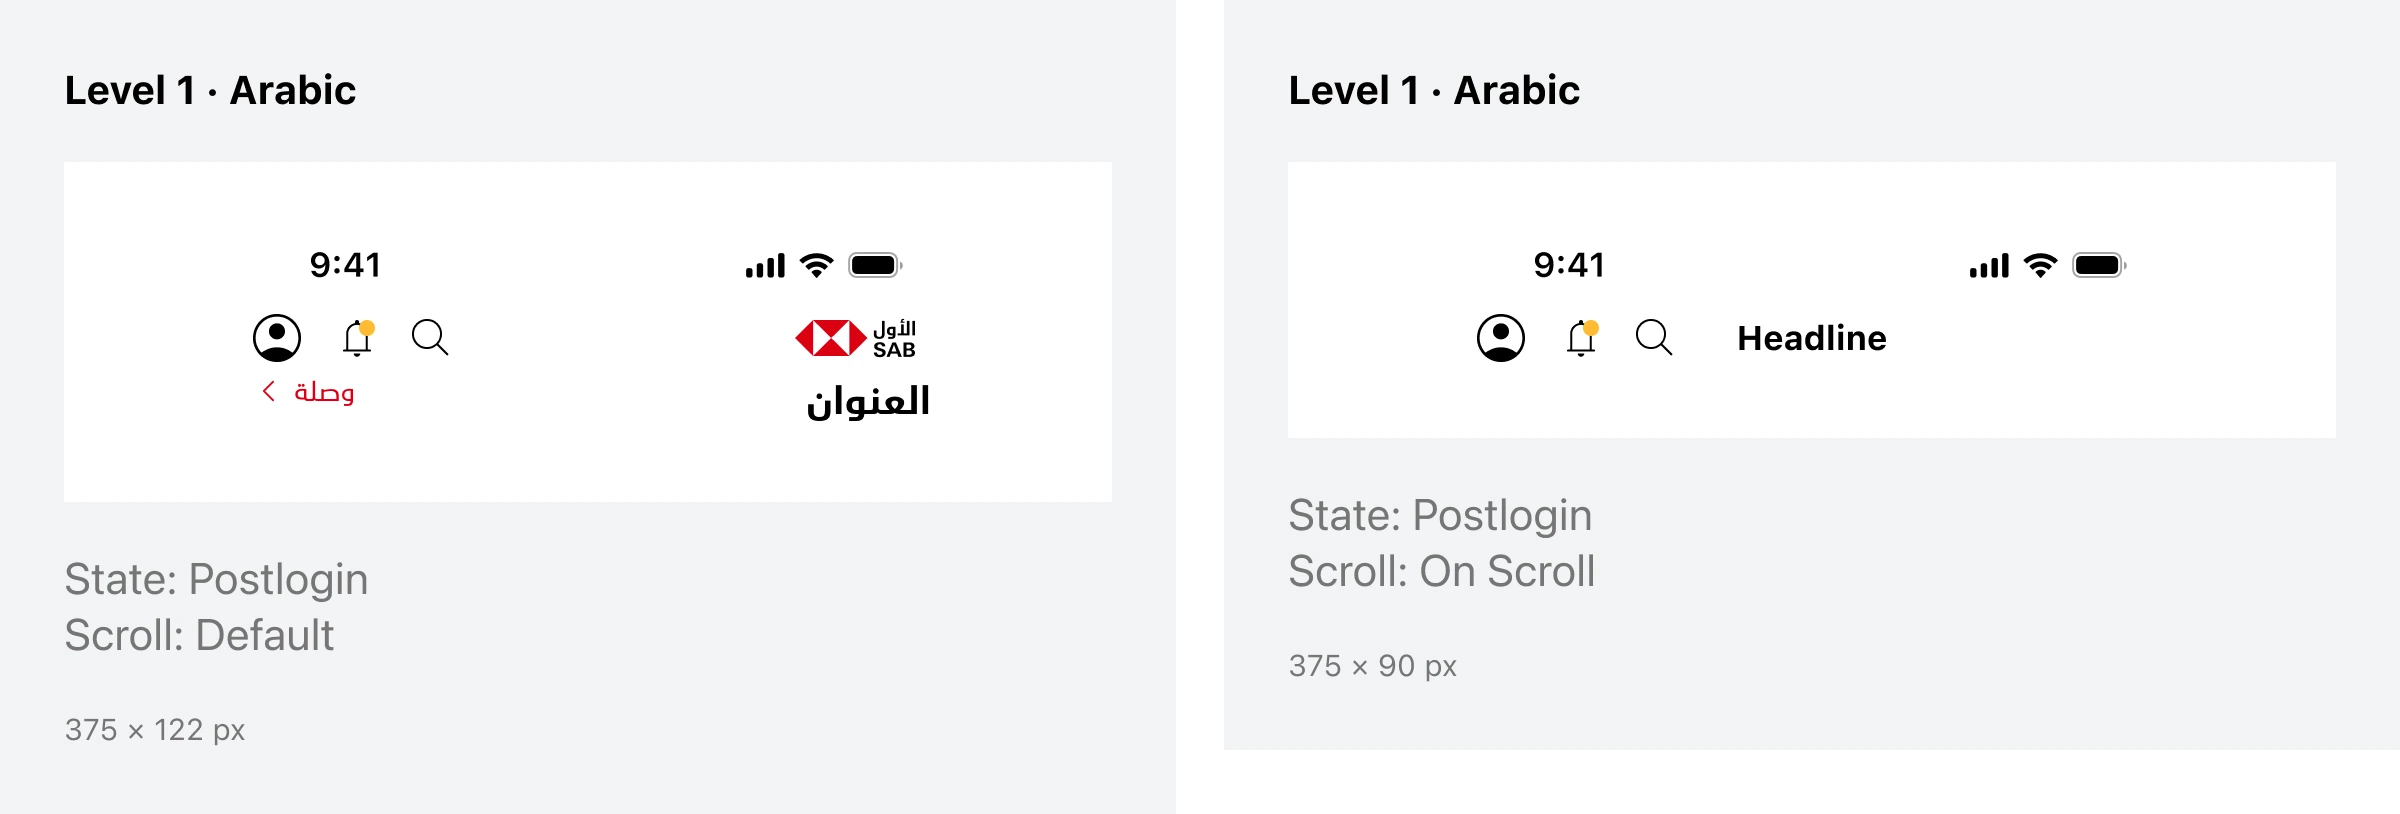 Level 1 · Arabic
9:41
الأول
SAB
وصلة
العنوان
State: Postlogin
Scroll: Default
375 × 122 px
Level 1 · Arabic
9:41
Headline
State: Postlogin
Scroll: On Scroll
375 × 90 px